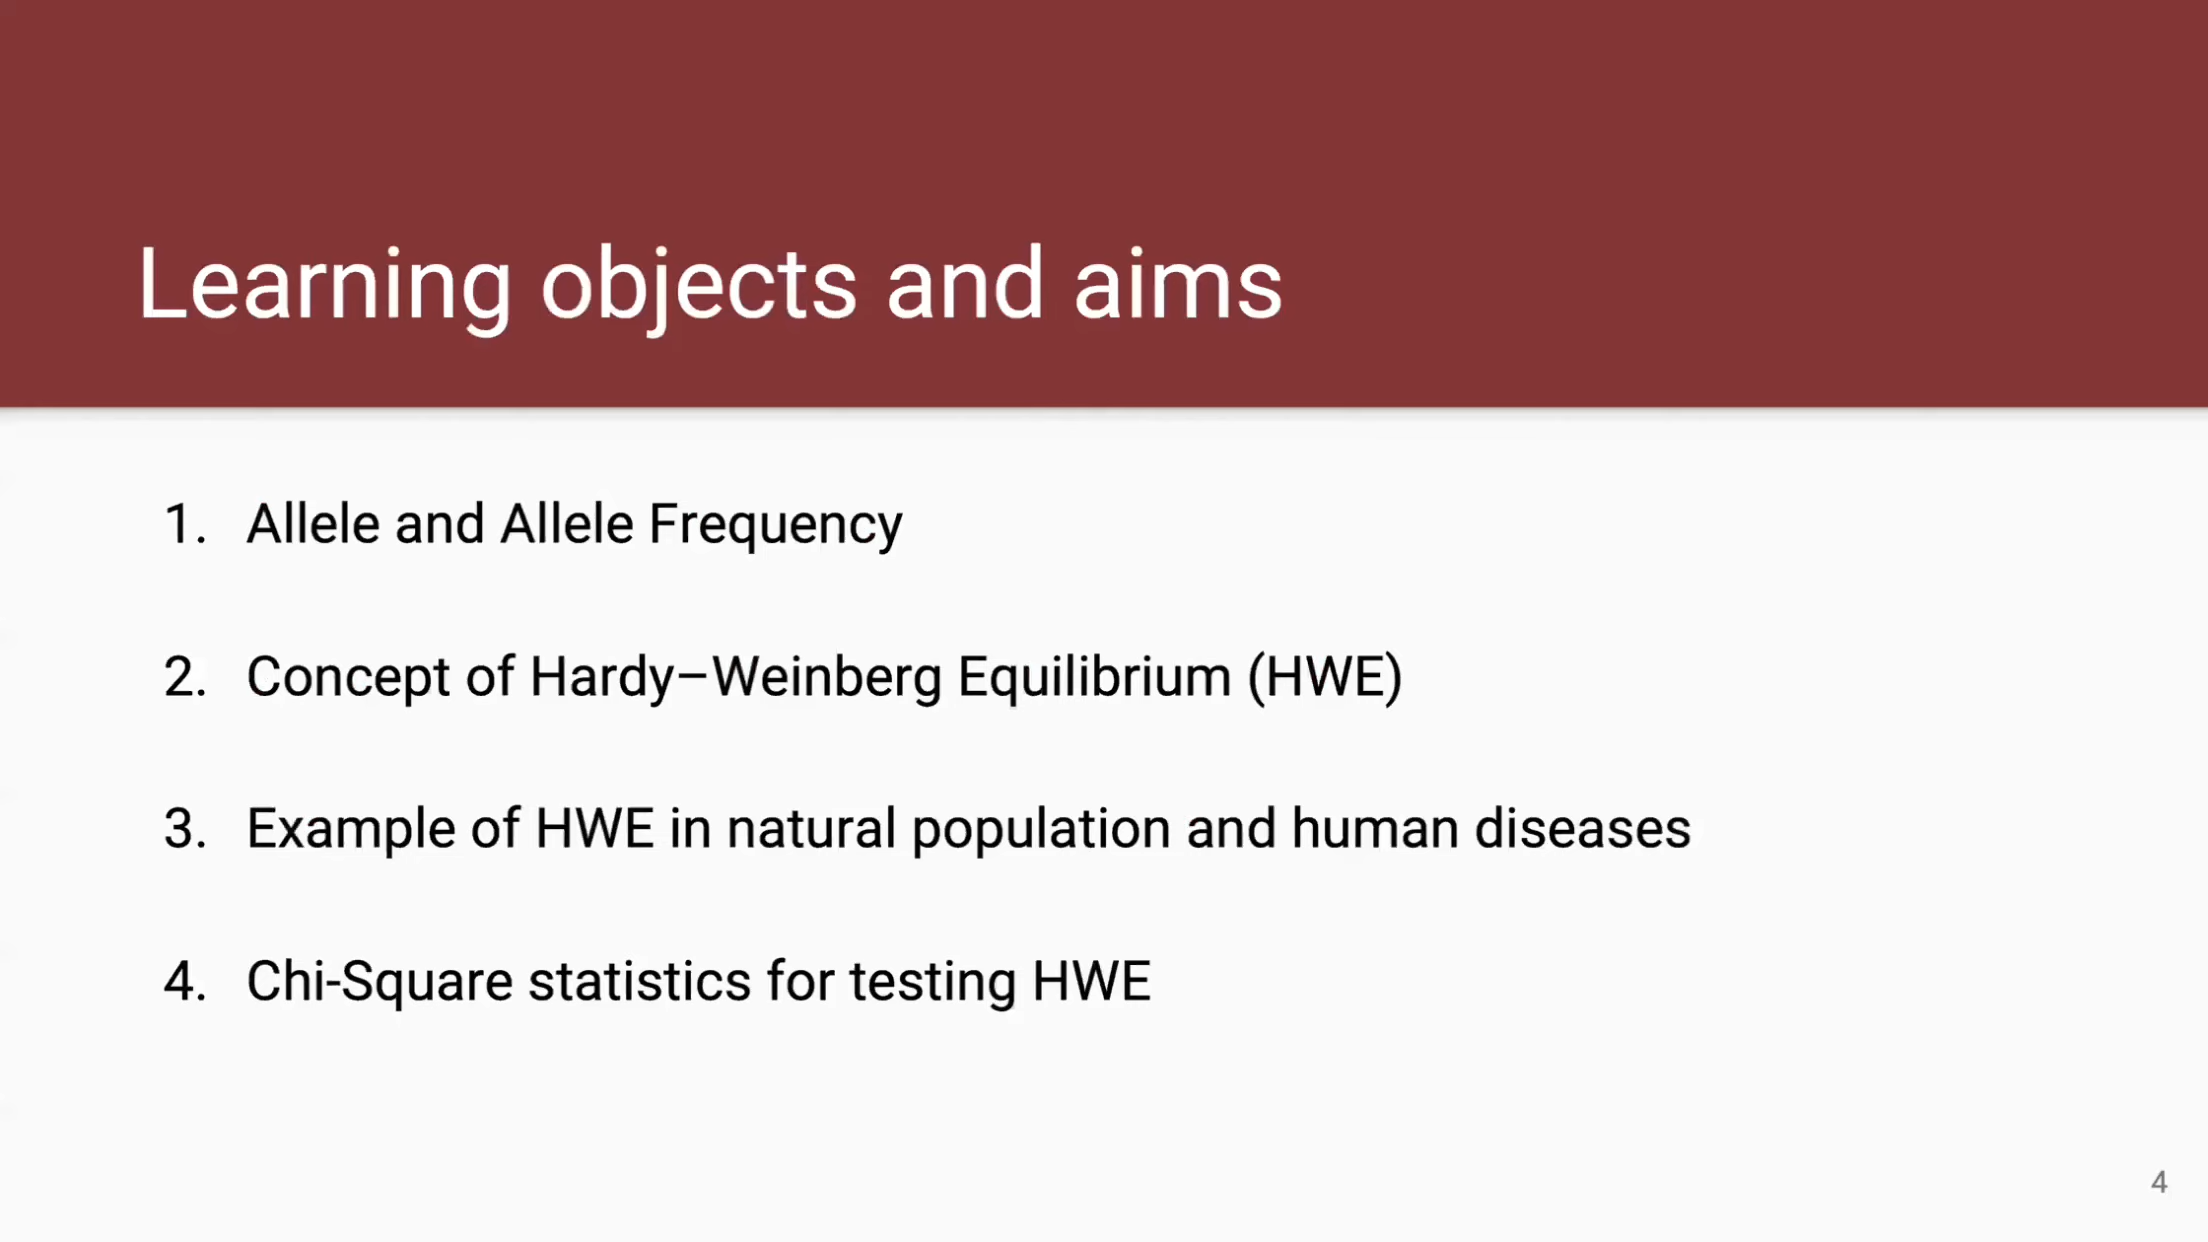 Learning objects and aims
1. Allele and Allele Frequency
2. Concept of Hardy–Weinberg Equilibrium (HWE)
3. Example of HWE in natural population and human diseases
4. Chi-Square statistics for testing HWE
4